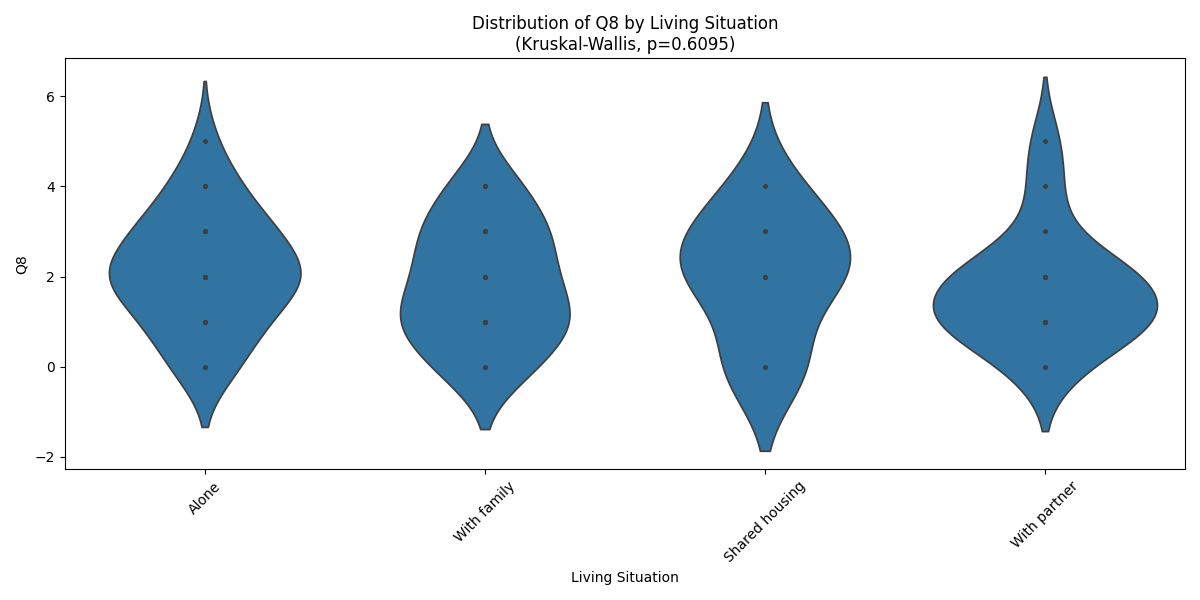 Distribution of Q8 by Living Situation
(Kruskal-Wallis, p=0.6095)
6
4
2
0
−2
Q8
Alone
With family
Shared housing
With partner
Living Situation